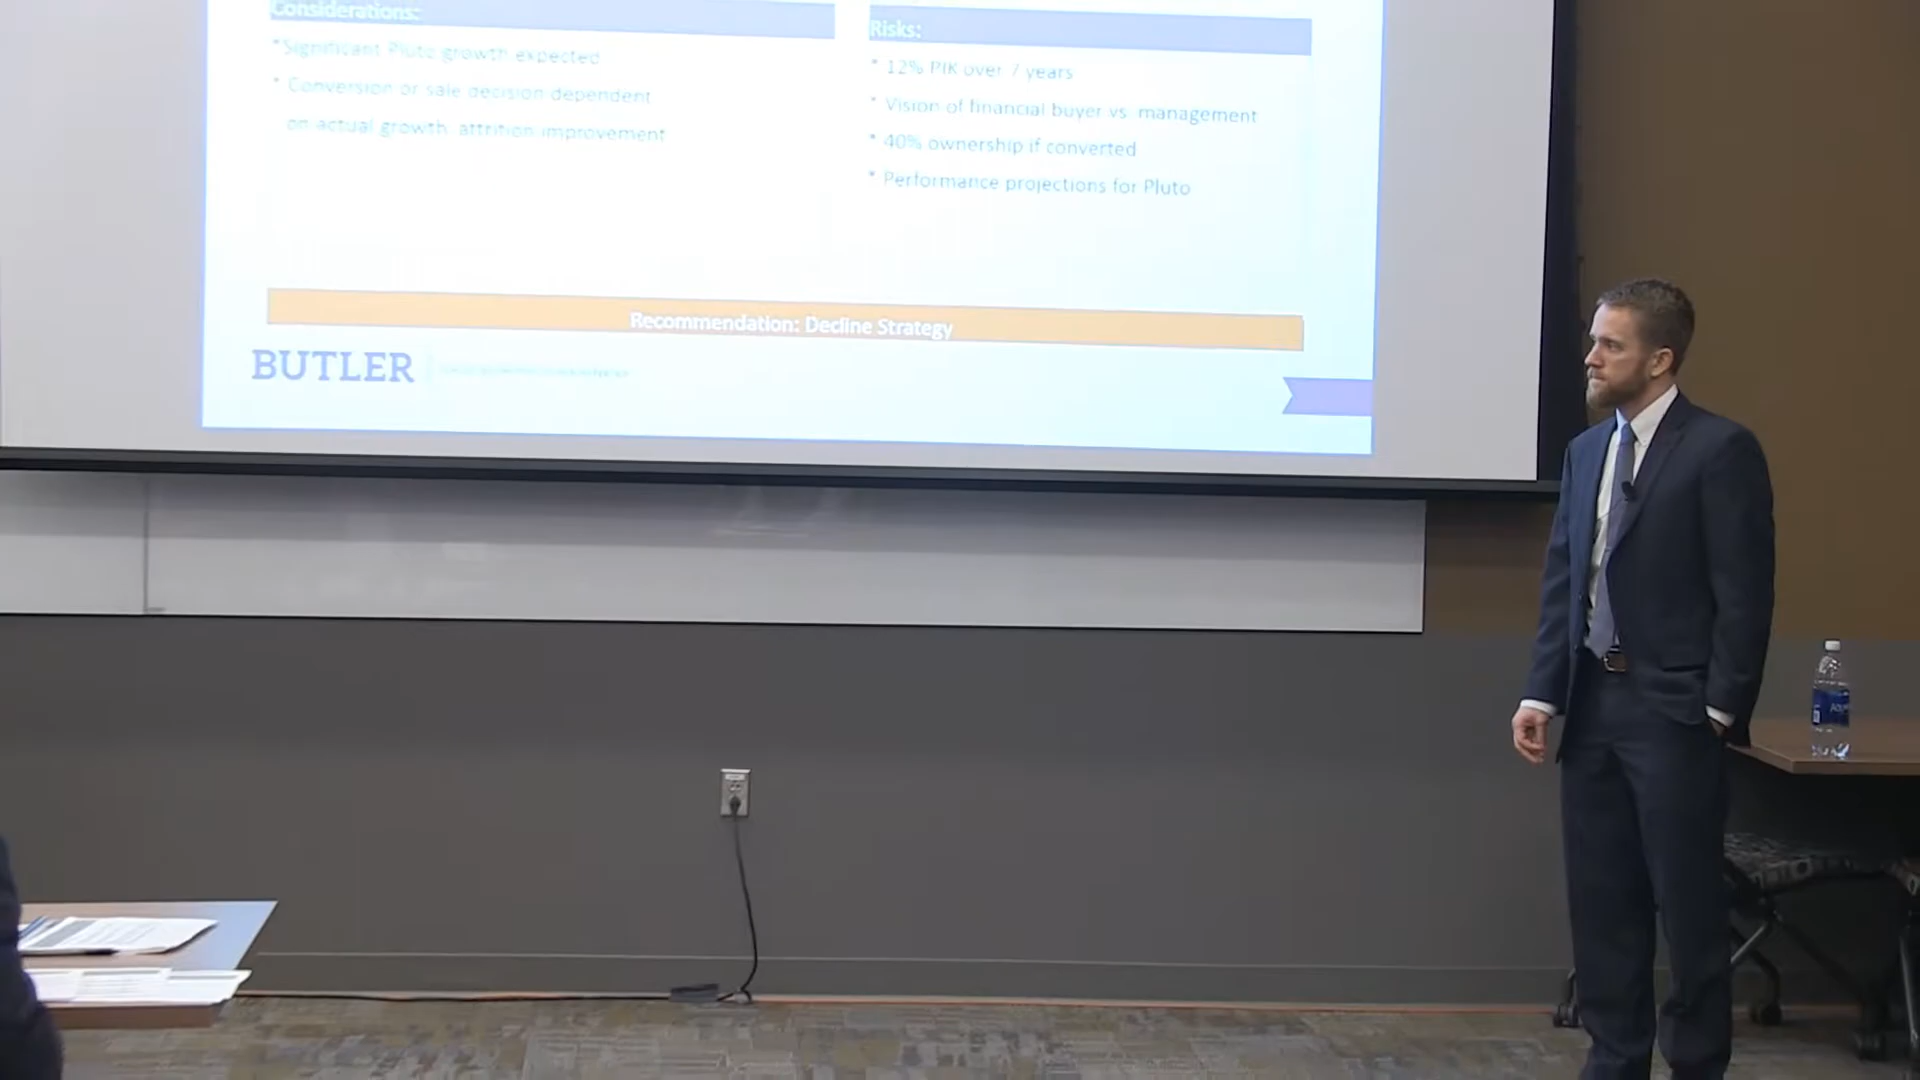 Considerations:
*Significant Pluto growth expected
* Conversion or sale decision dependent
on actual growth, attrition improvement
Risks:
* 12% PIK over 7 years
* Vision of financial buyer vs. management
* 40% ownership if converted
* Performance projections for Pluto
Recommendation: Decline Strategy
BUTLER